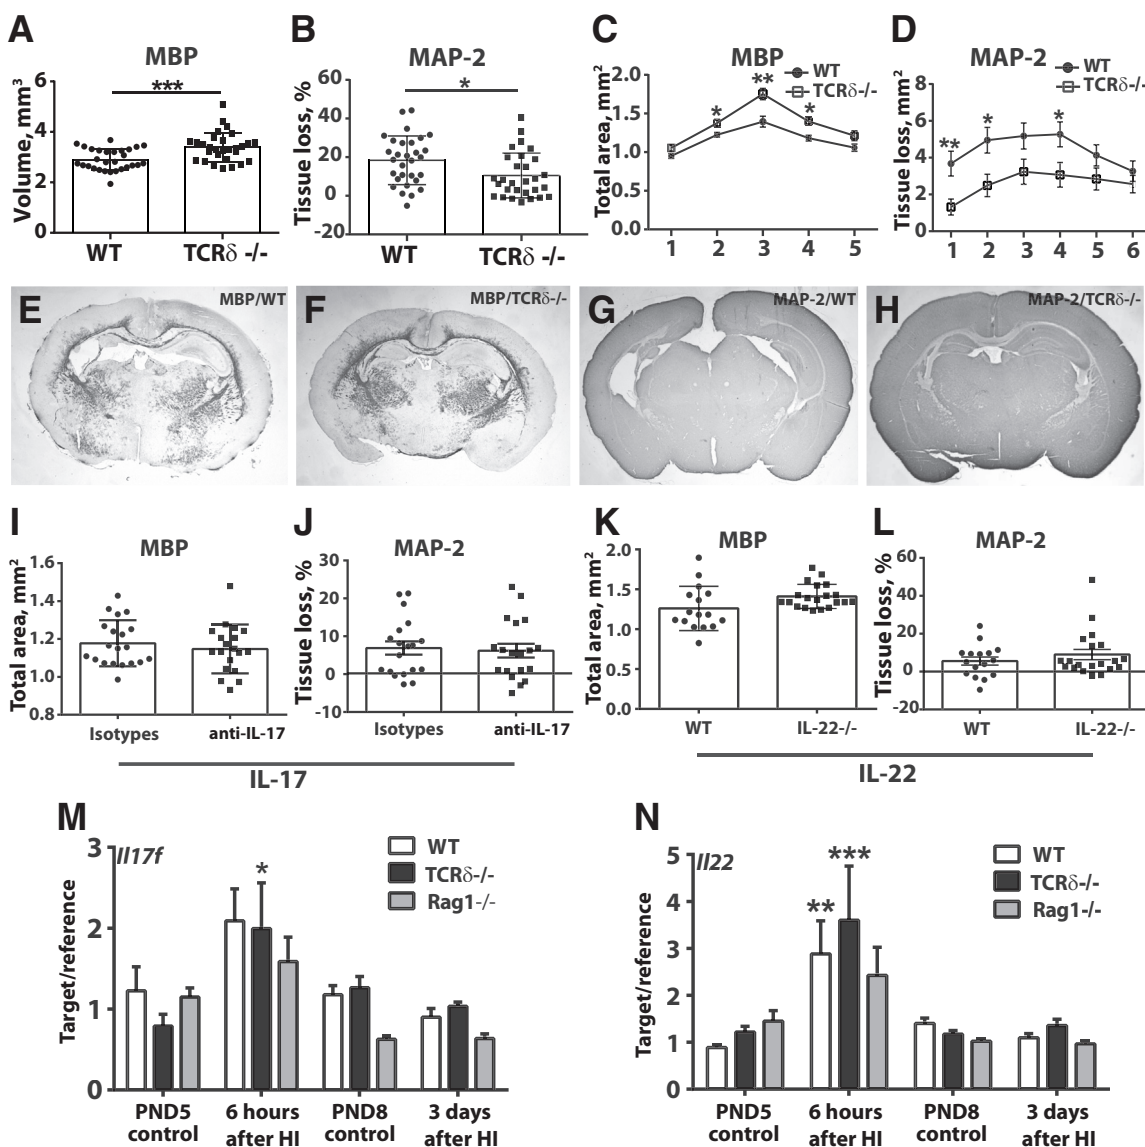 A
MBP
***
Volume, mm³
6
4
2
0
WT
TCRδ -/-
B
MAP-2
*
Tissue loss, %
60
40
20
0
-20
WT
TCRδ -/-
C
MBP
WT
TCRδ-/-
**
*
*
Total area, mm²
2.0
1.5
1.0
0.5
0.0
1 2 3 4 5
D
MAP-2
WT
TCRδ-/-
**
*
*
Tissue loss, mm²
8
6
4
2
0
1 2 3 4 5 6
E
MBP/WT
F
MBP/TCRδ-/-
G
MAP-2/WT
H
MAP-2/TCRδ-/-
I
MBP
Total area, mm²
1.6
1.4
1.2
1.0
0.8
Isotypes
anti-IL-17
J
MAP-2
Tissue loss, %
30
20
10
0
-10
Isotypes
anti-IL-17
IL-17
K
MBP
Total area, mm²
2.0
1.5
1.0
0.5
0.0
WT
IL-22-/-
L
MAP-2
Tissue loss, %
60
40
20
0
-20
WT
IL-22-/-
IL-22
M
Il17f
WT
TCRδ-/-
Rag1-/-
*
Target/reference
3
2
1
0
PND5
control
6 hours
after HI
PND8
control
3 days
after HI
N
Il22
WT
TCRδ-/-
Rag1-/-
**
***
Target/reference
5
4
3
2
1
0
PND5
control
6 hours
after HI
PND8
control
3 days
after HI